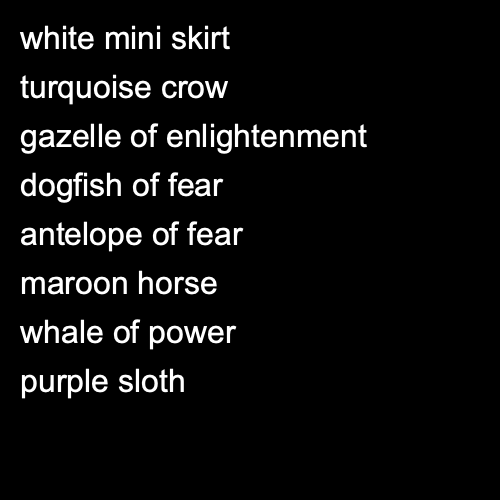 white mini skirt
turquoise crow
gazelle of enlightenment
dogfish of fear
antelope of fear
maroon horse
whale of power
purple sloth